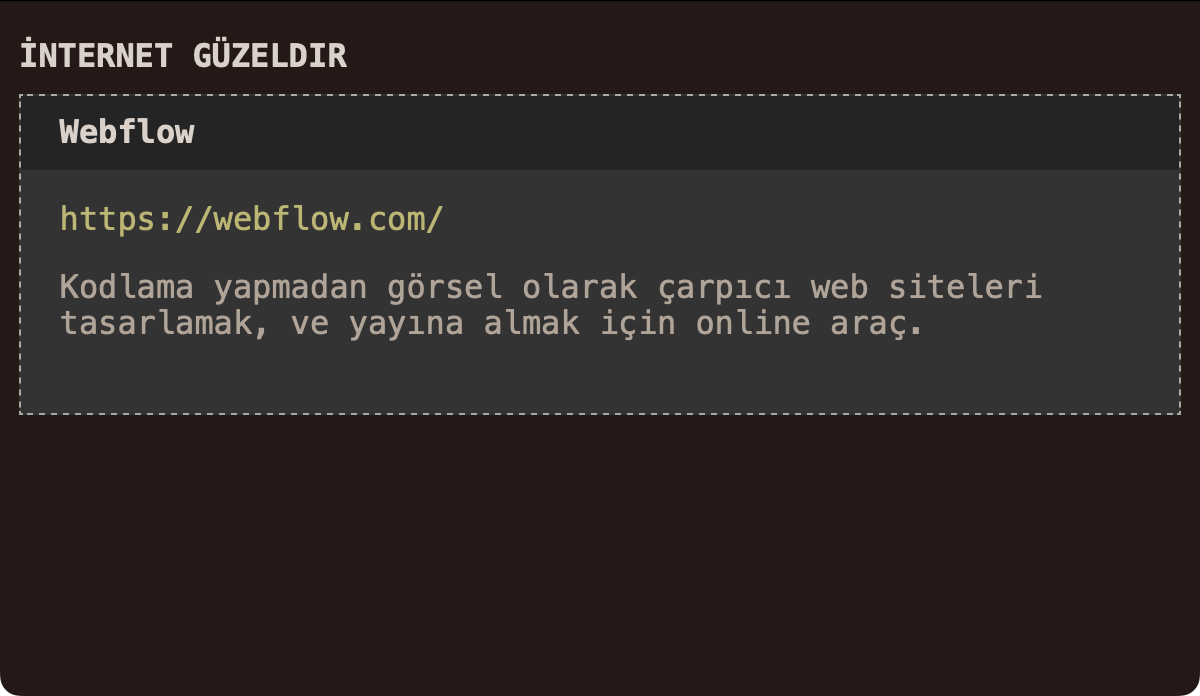 İNTERNET GÜZELDIR
Webflow
https://webflow.com/
Kodlama yapmadan görsel olarak çarpıcı web siteleri
tasarlamak, ve yayına almak için online araç.